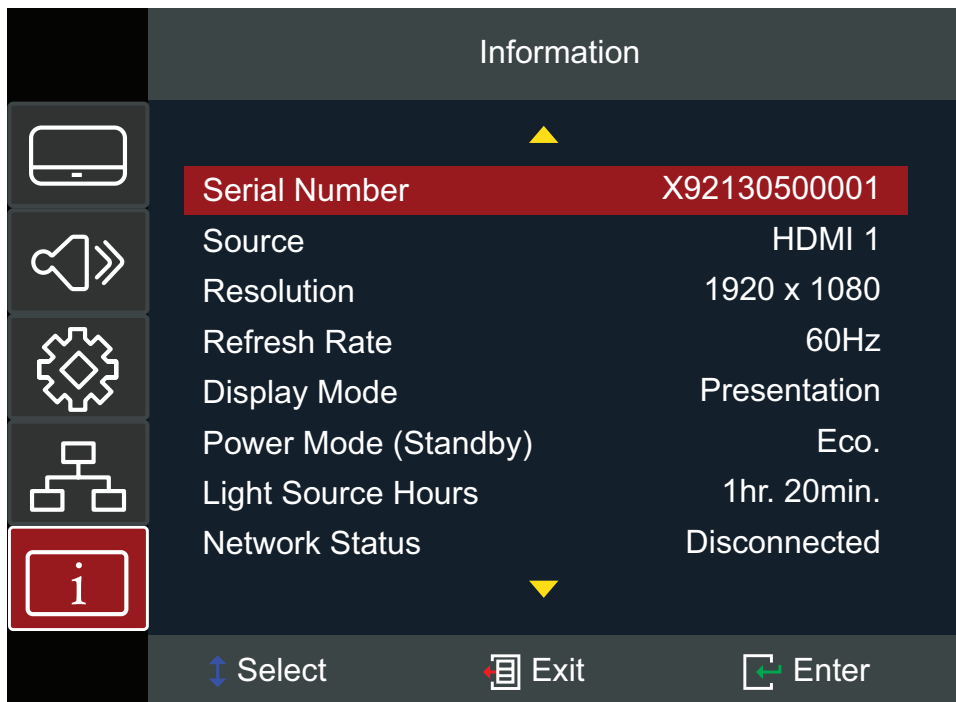 Information
Serial Number X92130500001
Source HDMI 1
Resolution 1920 x 1080
Refresh Rate 60Hz
Display Mode Presentation
Power Mode (Standby) Eco.
Light Source Hours 1hr. 20min.
Network Status Disconnected
i
Select Exit Enter